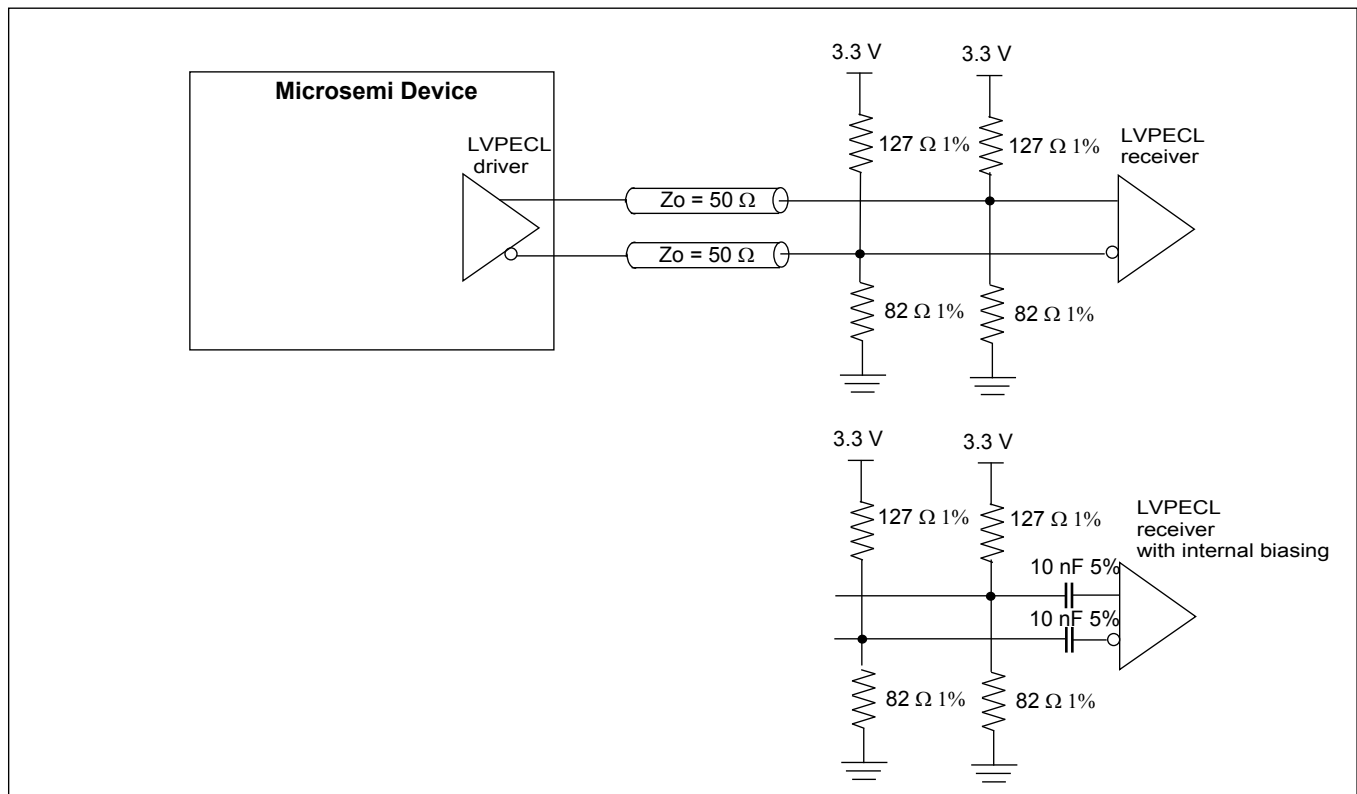 Microsemi Device
LVPECL
driver
Zo = 50 Ω
Zo = 50 Ω
3.3 V
3.3 V
127 Ω 1%
127 Ω 1%
LVPECL
receiver
82 Ω 1%
82 Ω 1%
3.3 V
3.3 V
127 Ω 1%
127 Ω 1%
LVPECL
receiver
with internal biasing
10 nF 5%
10 nF 5%
82 Ω 1%
82 Ω 1%